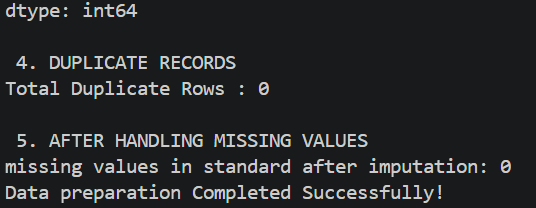 dtype: int64
4. DUPLICATE RECORDS
Total Duplicate Rows : 0
5. AFTER HANDLING MISSING VALUES
missing values in standard after imputation: 0
Data preparation Completed Successfully!